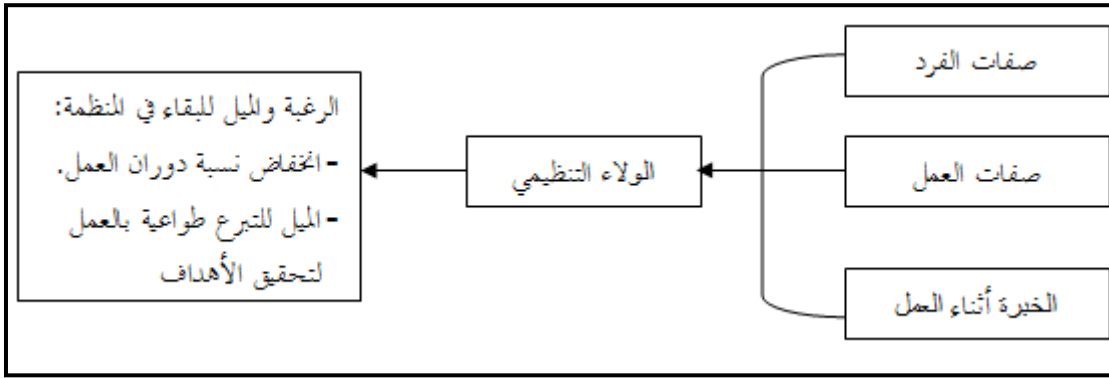 صفات الفرد
صفات العمل
الخبرة أثناء العمل
الولاء التنظيمي
الرغبة والميل للبقاء في المنظمة:
- انخفاض نسبة دوران العمل.
- الميل للتبرع طواعية بالعمل
لتحقيق الأهداف